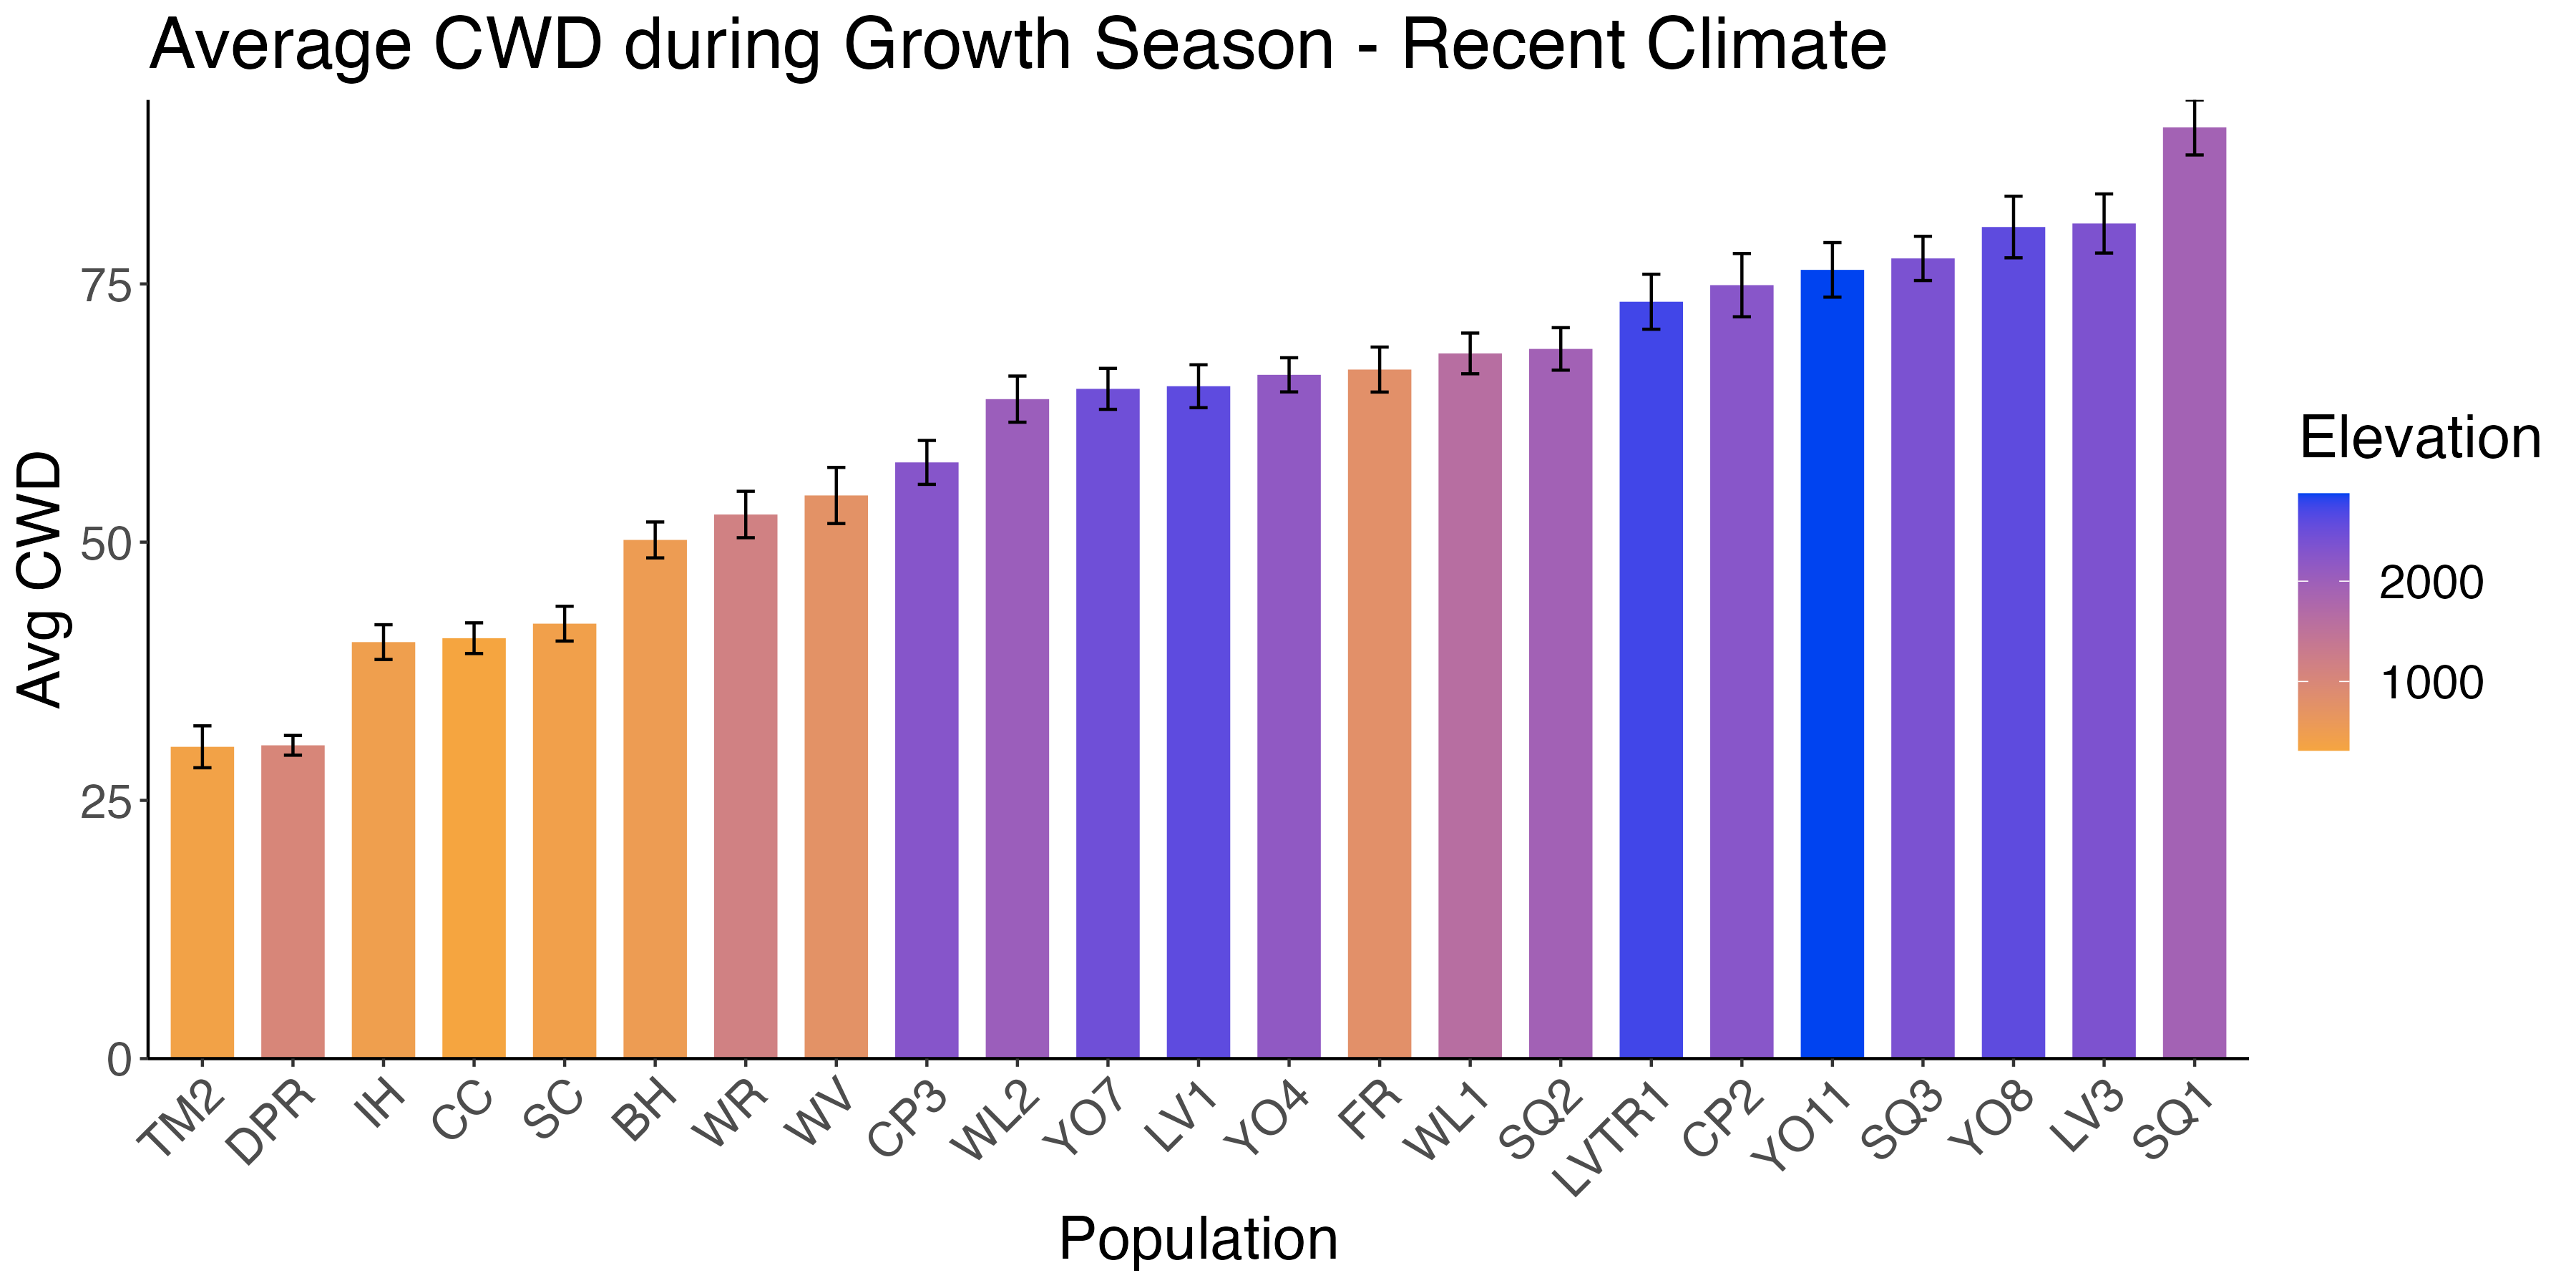 Average CWD during Growth Season - Recent Climate
Avg CWD
75
50
25
0
TM2
DPR
IH
CC
SC
BH
WR
WV
CP3
WL2
YO7
LV1
YO4
FR
WL1
SQ2
LVTR1
CP2
YO11
SQ3
YO8
LV3
SQ1
Population
Elevation
2000
1000